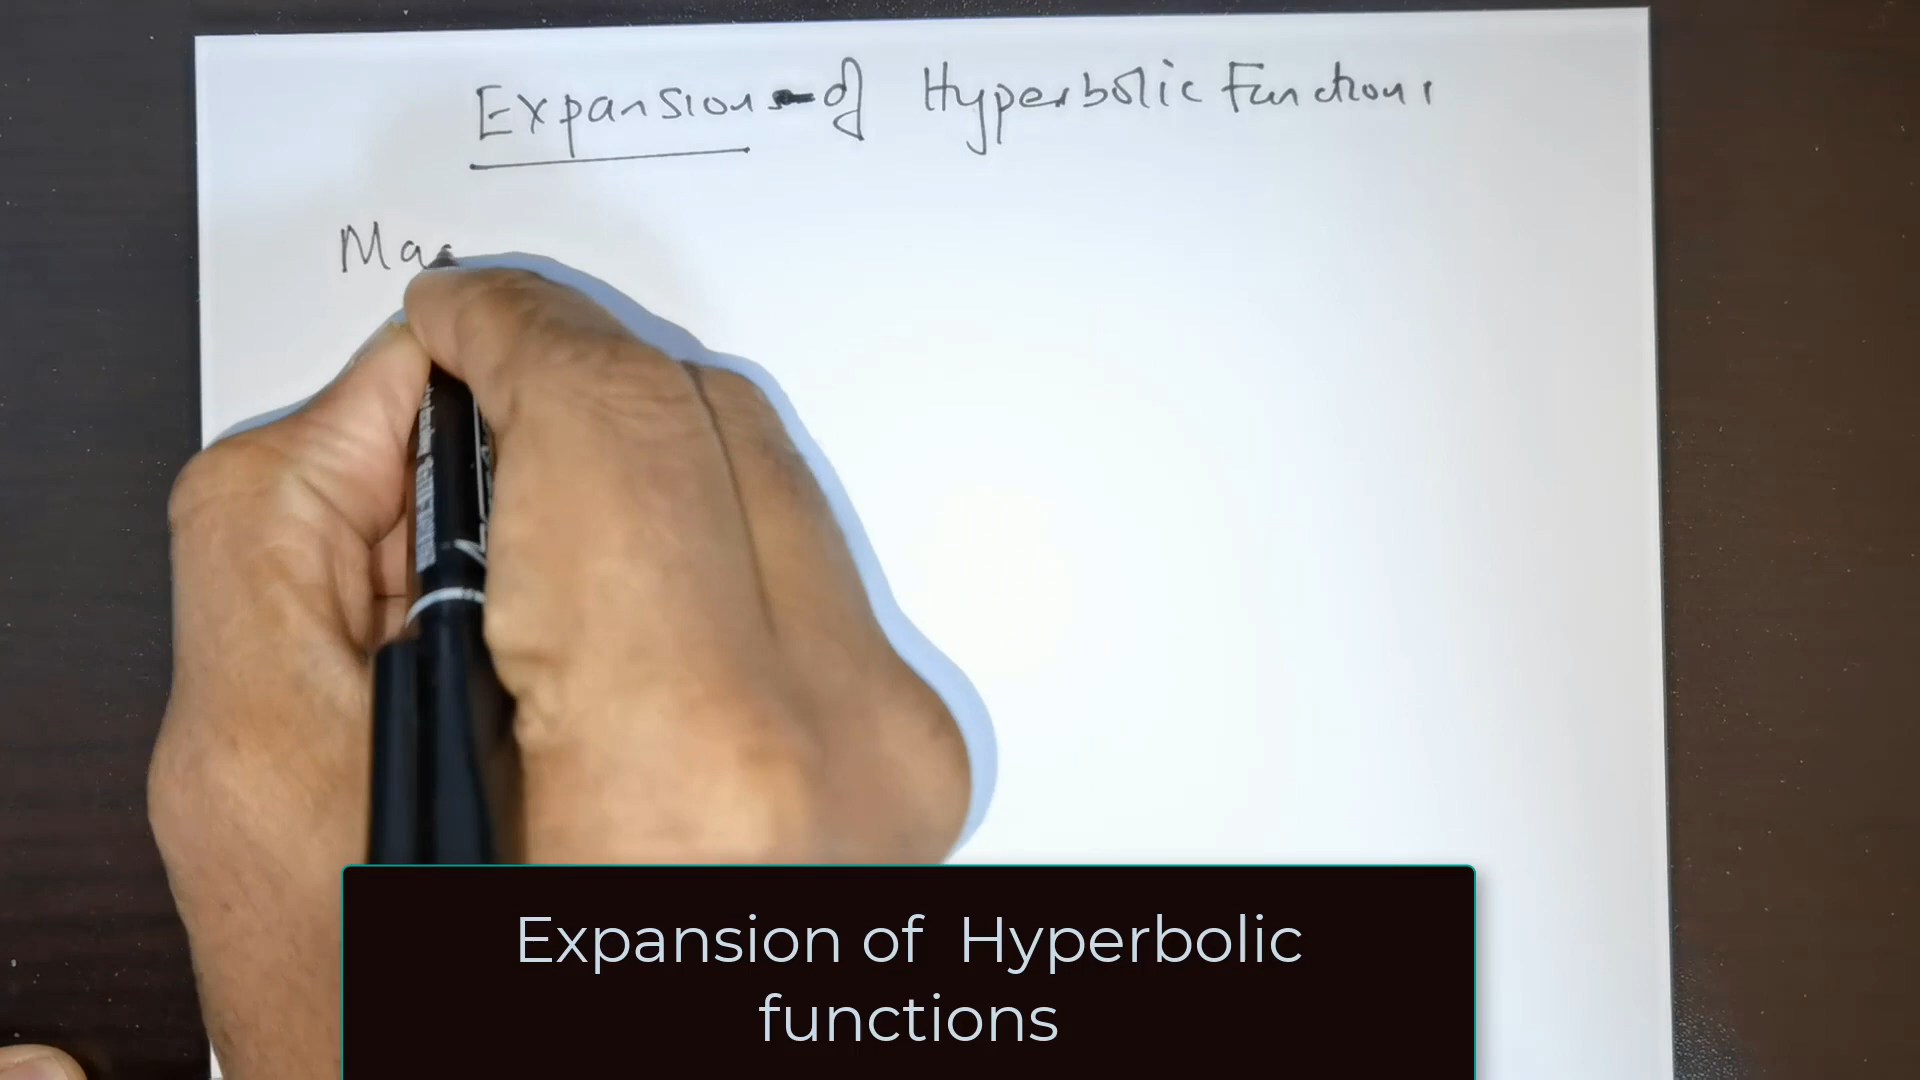 Expansion of Hyperbolic Functions
Ma
Expansion of Hyperbolic
functions